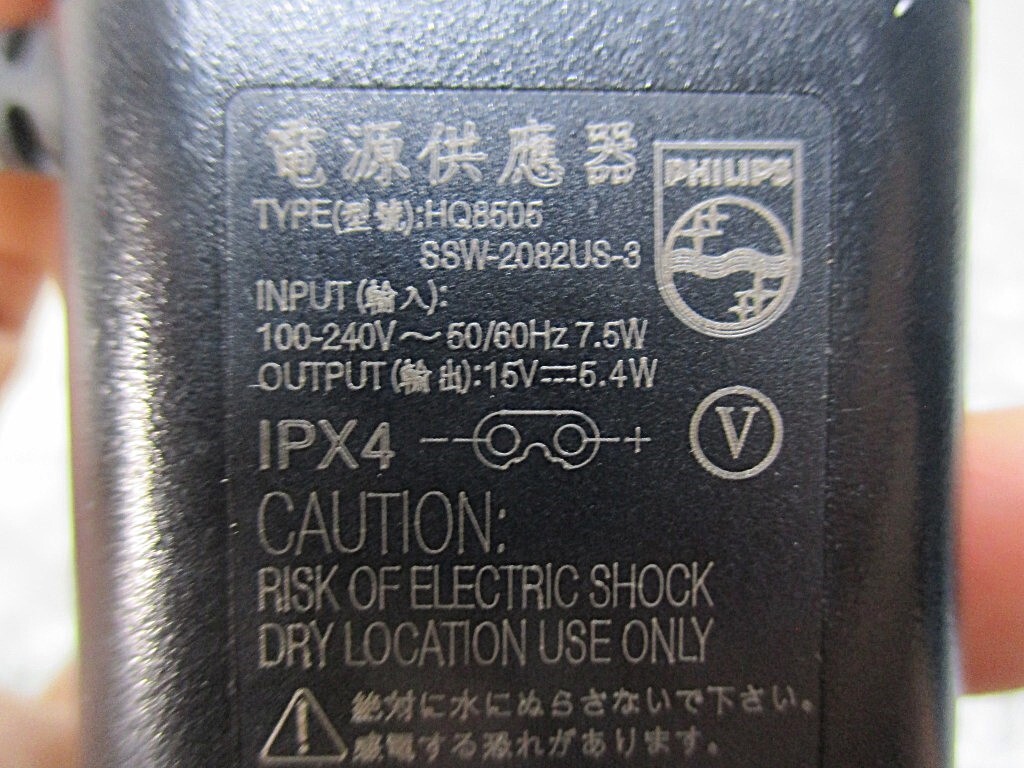 電源供應器
PHILIPS
TYPE(型號):HQ8505
SSW-2082US-3
INPUT (輸入):
100-240V～50/60Hz 7.5W
OUTPUT (輸出):15V⎓5.4W
IPX4 − +
V
CAUTION:
RISK OF ELECTRIC SHOCK
DRY LOCATION USE ONLY
絶対に水にぬらさないで下さい。
感電する恐れがあります。